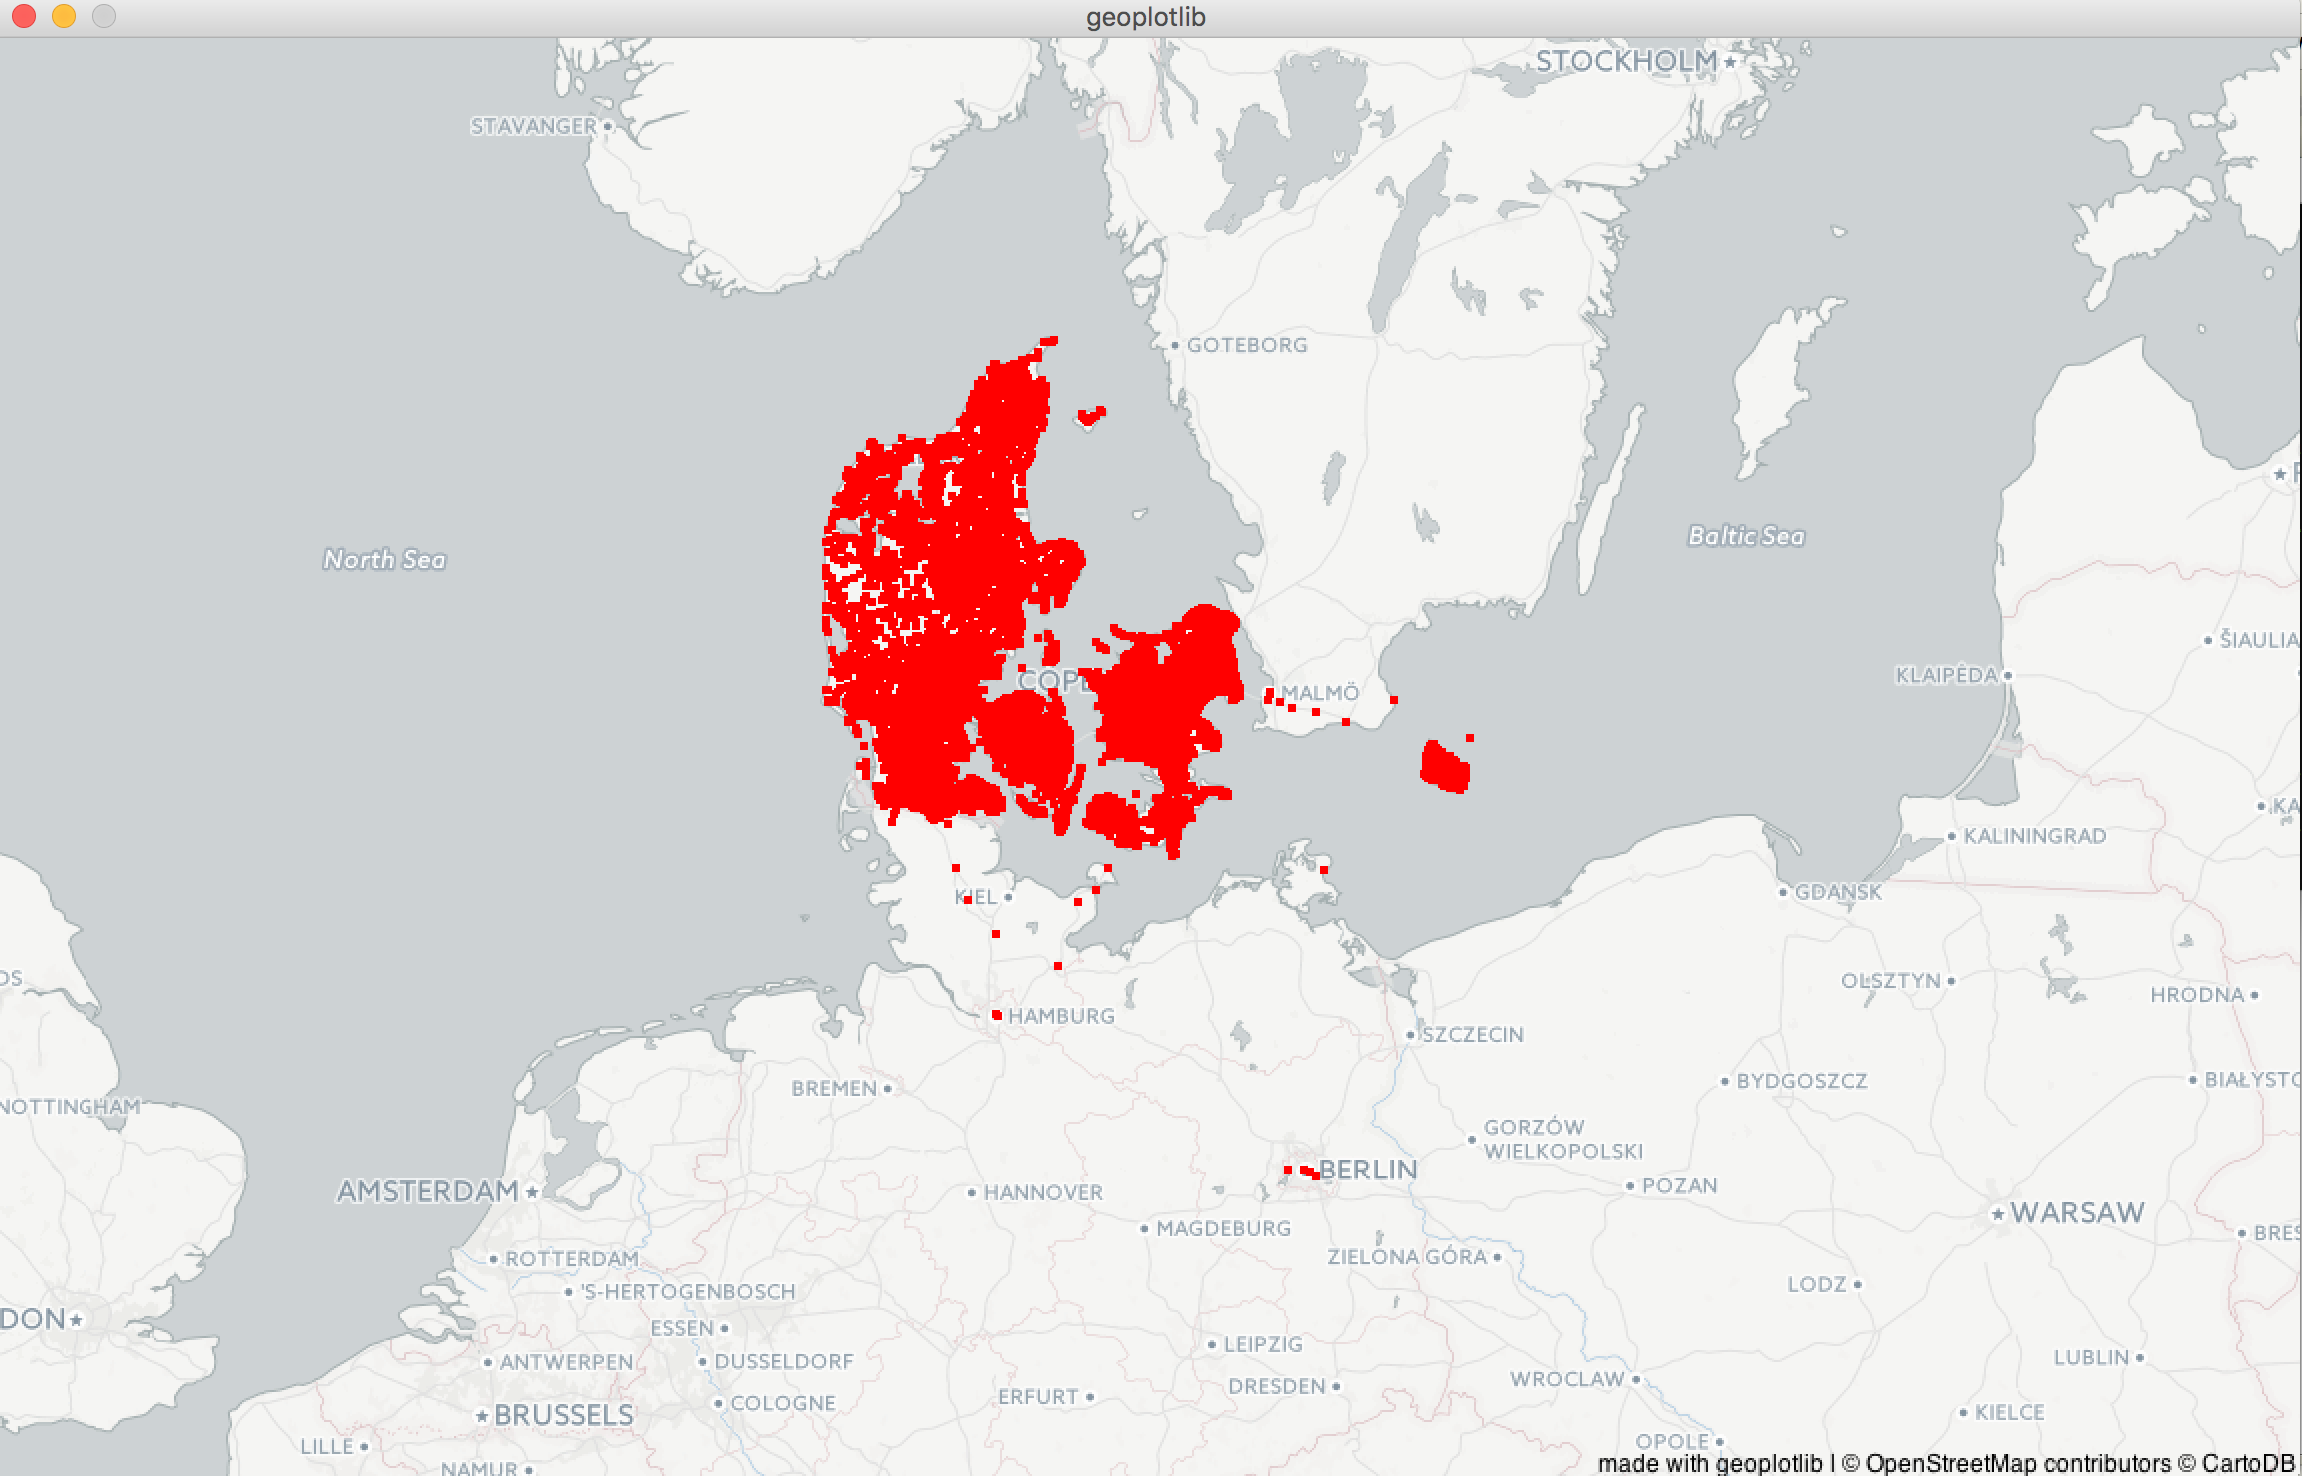 geoplotlib
STOCKHOLM
STAVANGER
GOTEBORG
North Sea
Baltic Sea
ŠIAULIA
KLAIPĖDA
COPE
MALMÖ
KA
KALININGRAD
KIEL
GDANSK
OLSZTYN
HRODNA
HAMBURG
SZCZECIN
BREMEN
BYDGOSZCZ
BIAŁYSTO
NOTTINGHAM
GORZÓW
WIELKOPOLSKI
AMSTERDAM
HANNOVER
BERLIN
POZAN
MAGDEBURG
WARSAW
BRES
ROTTERDAM
ZIELONA GÓRA
'S-HERTOGENBOSCH
LODZ
DON
ESSEN
LEIPZIG
ANTWERPEN
DUSSELDORF
LUBLIN
DRESDEN
WROCLAW
ERFURT
COLOGNE
BRUSSELS
KIELCE
LILLE
OPOLE
NAMUR
made with geoplotlib | © OpenStreetMap contributors © CartoDB